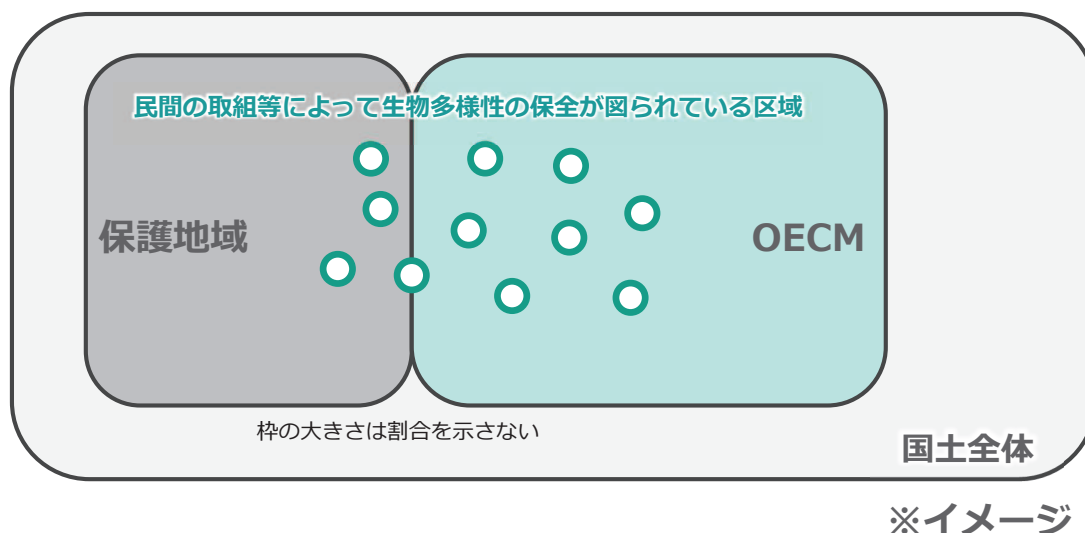 民間の取組等によって生物多様性の保全が図られている区域
保護地域
OECM
枠の大きさは割合を示さない
国土全体
※イメージ